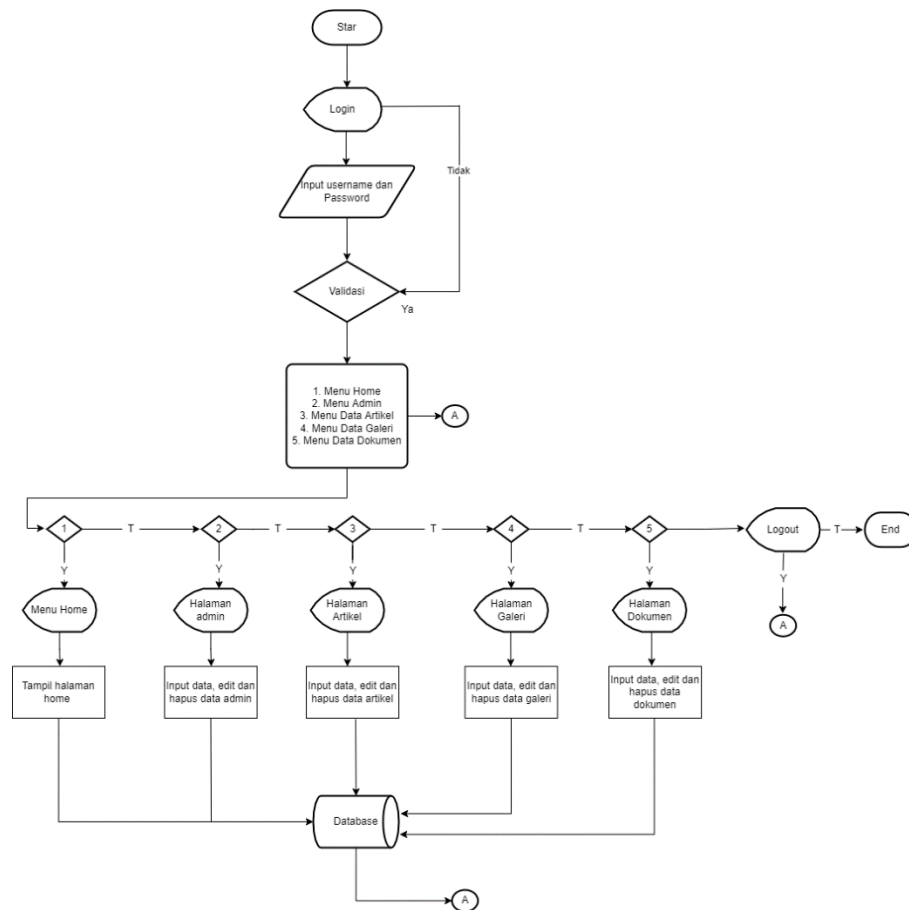 Star
Login
Tidak
Input username dan
Password
Validasi
Ya
1. Menu Home
2. Menu Admin
3. Menu Data Artikel
4. Menu Data Galeri
5. Menu Data Dokumen
A
1
T
2
T
3
T
4
T
5
Logout
T
End
Y
Y
Y
Y
Y
Y
Menu Home
Halaman
admin
Halaman
Artikel
Halaman
Galeri
Halaman
Dokumen
A
Tampil halaman
home
Input data, edit dan
hapus data admin
Input data, edit dan
hapus data artikel
Input data, edit dan
hapus data galeri
Input data, edit dan
hapus data
dokumen
Database
A